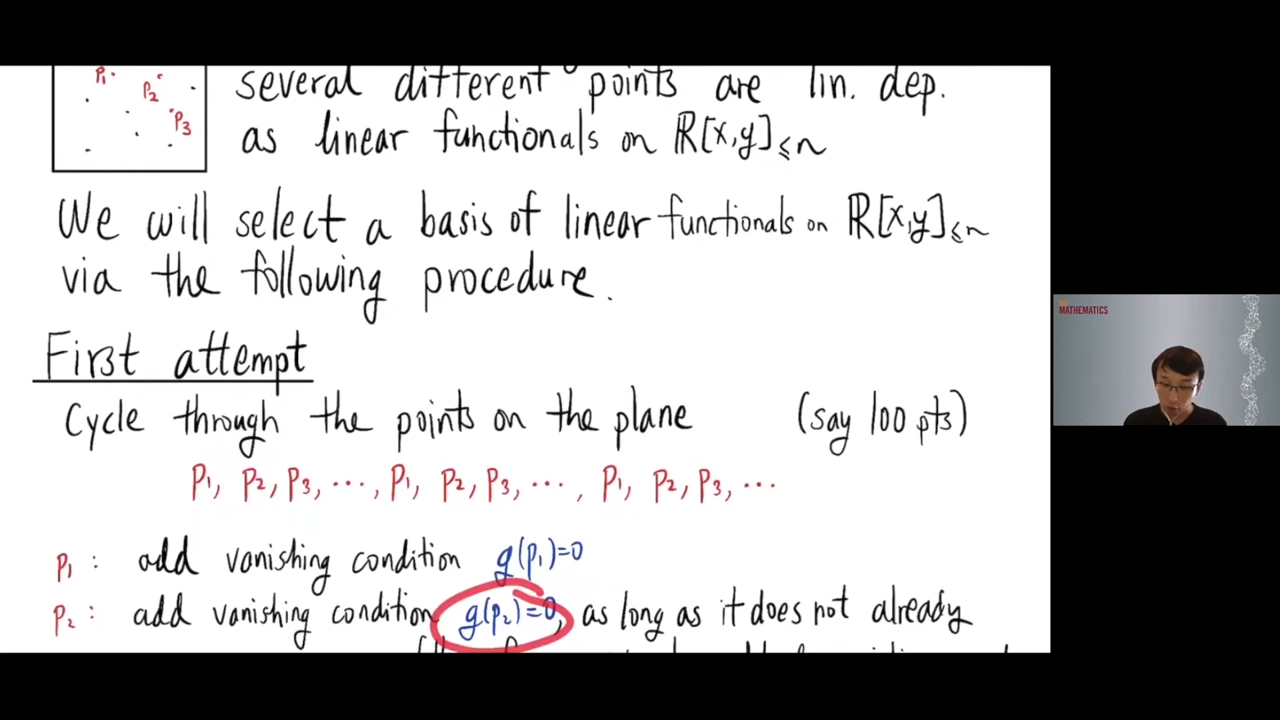 several different points are lin. dep.
p₁ p₂ p₃
as linear functionals on ℝ[x,y]≤n
We will select a basis of linear functionals on ℝ[x,y]≤n
via the following procedure.
MATHEMATICS
First attempt
Cycle through the points on the plane (say 100 pts)
p₁, p₂, p₃, ..., p₁, p₂, p₃, ..., p₁, p₂, p₃, ...
p₁ : add vanishing condition g(p₁)=0
p₂ : add vanishing condition g(p₂)=0, as long as it does not already